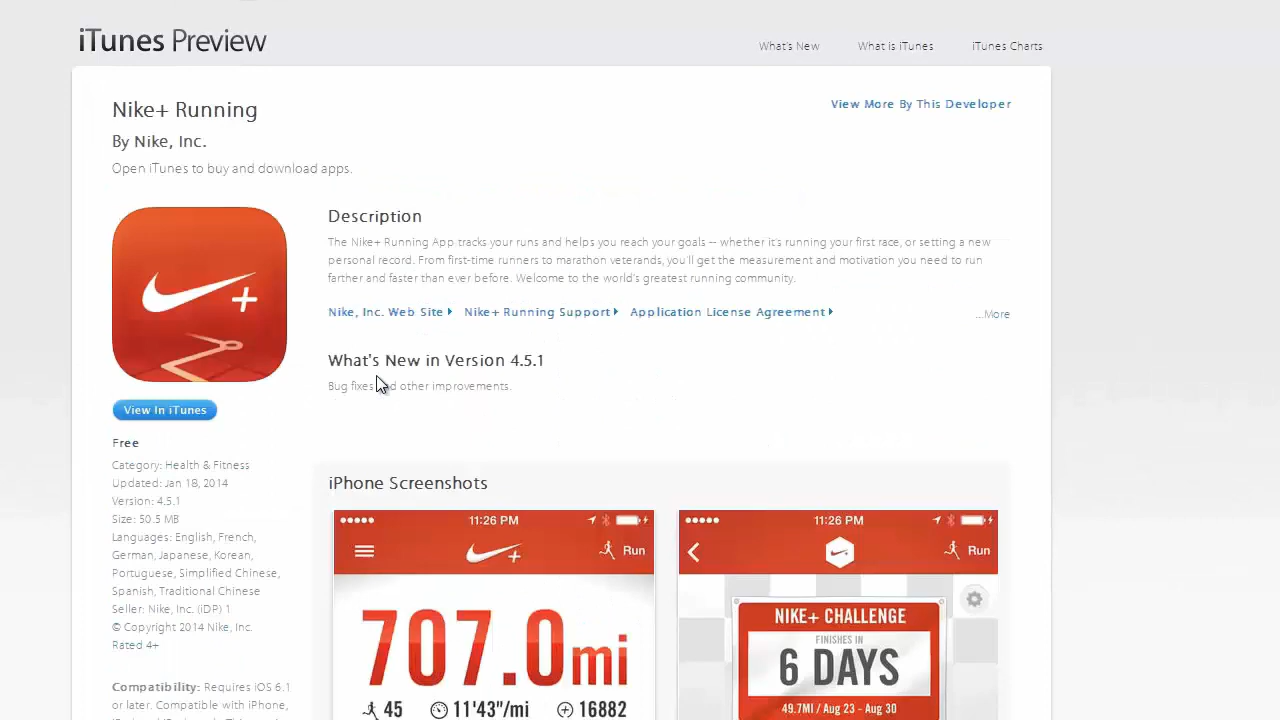 iTunes Preview
What's New
What is iTunes
iTunes Charts
Nike+ Running
View More By This Developer
By Nike, Inc.
Open iTunes to buy and download apps.
Description
The Nike+ Running App tracks your runs and helps you reach your goals -- whether it's running your first race, or setting a new
personal record. From first-time runners to marathon veterands, you'll get the measurement and motivation you need to run
farther and faster than ever before. Welcome to the world's greatest running community.
Nike, Inc. Web Site
Nike+ Running Support
Application License Agreement
...More
What's New in Version 4.5.1
Bug fixes and other improvements.
View In iTunes
Free
Category: Health & Fitness
Updated: Jan 18, 2014
Version: 4.5.1
Size: 50.5 MB
Languages: English, French,
German, Japanese, Korean,
Portuguese, Simplified Chinese,
Spanish, Traditional Chinese
Seller: Nike, Inc. (iDP) 1
© Copyright 2014 Nike, Inc.
Rated 4+
Compatibility: Requires iOS 6.1
or later. Compatible with iPhone,
iPhone Screenshots
11:26 PM
Run
707.0mi
45
11'43"/mi
16882
11:26 PM
Run
NIKE+ CHALLENGE
FINISHES IN
6 DAYS
49.7MI / Aug 23 - Aug 30